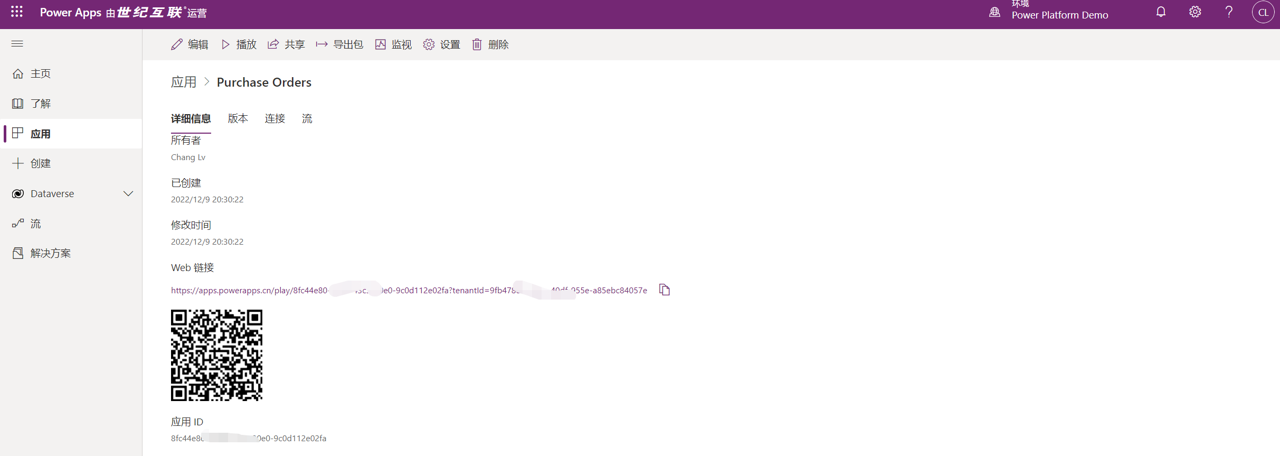 Power Apps 由世纪互联运营
环境
Power Platform Demo
CL
编辑 播放 共享 导出包 监视 设置 删除
主页
了解
应用
创建
Dataverse
流
解决方案
应用 > Purchase Orders
详细信息 版本 连接 流
所有者
Chang Lv
已创建
2022/12/9 20:30:22
修改时间
2022/12/9 20:30:22
Web 链接
https://apps.powerapps.cn/play/8fc44e80 0e0-9c0d112e02fa?tenantId=9fb478 955e-a85ebc84057e
应用 ID
8fc44e8 0e0-9c0d112e02fa